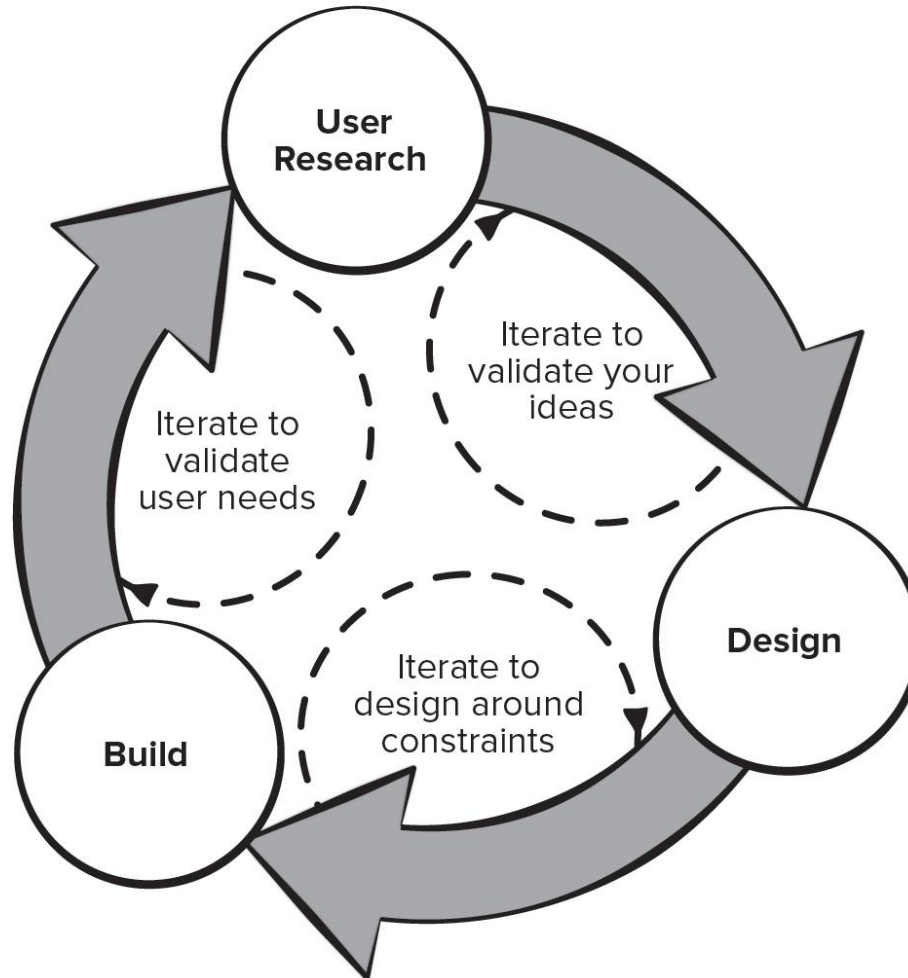 User
Research
Iterate to
validate your
ideas
Iterate to
validate
user needs
Design
Iterate to
design around
constraints
Build